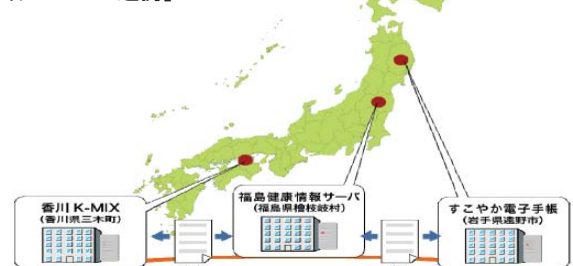 香川 K-MIX
(香川県三木町)
福島健康情報サーバ
(福島県檜枝岐村)
すこやか電子手帳
(岩手県遠野市)